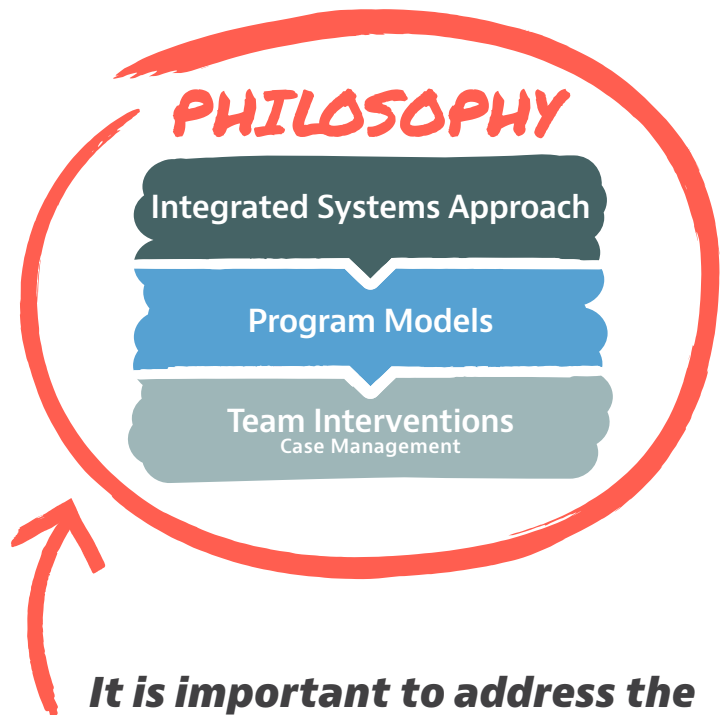 PHILOSOPHY
Integrated Systems Approach
Program Models
Team Interventions
Case Management
It is important to address the